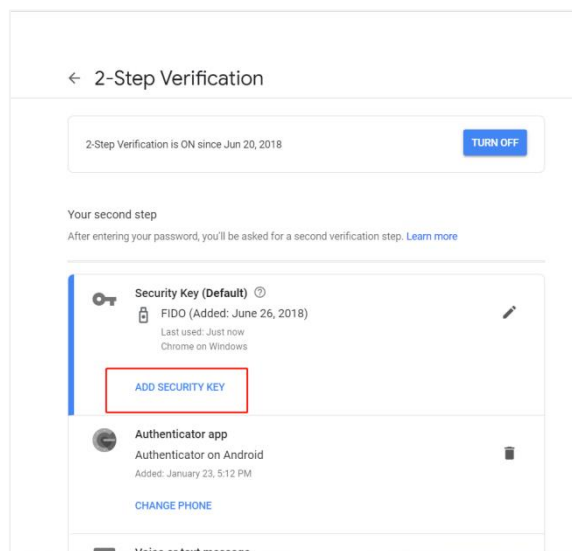 2-Step Verification
2-Step Verification is ON since Jun 20, 2018
TURN OFF
Your second step
After entering your password, you'll be asked for a second verification step. Learn more
Security Key (Default)
FIDO (Added: June 26, 2018)
Last used: Just now
Chrome on Windows
ADD SECURITY KEY
Authenticator app
Authenticator on Android
Added: January 23, 5:12 PM
CHANGE PHONE